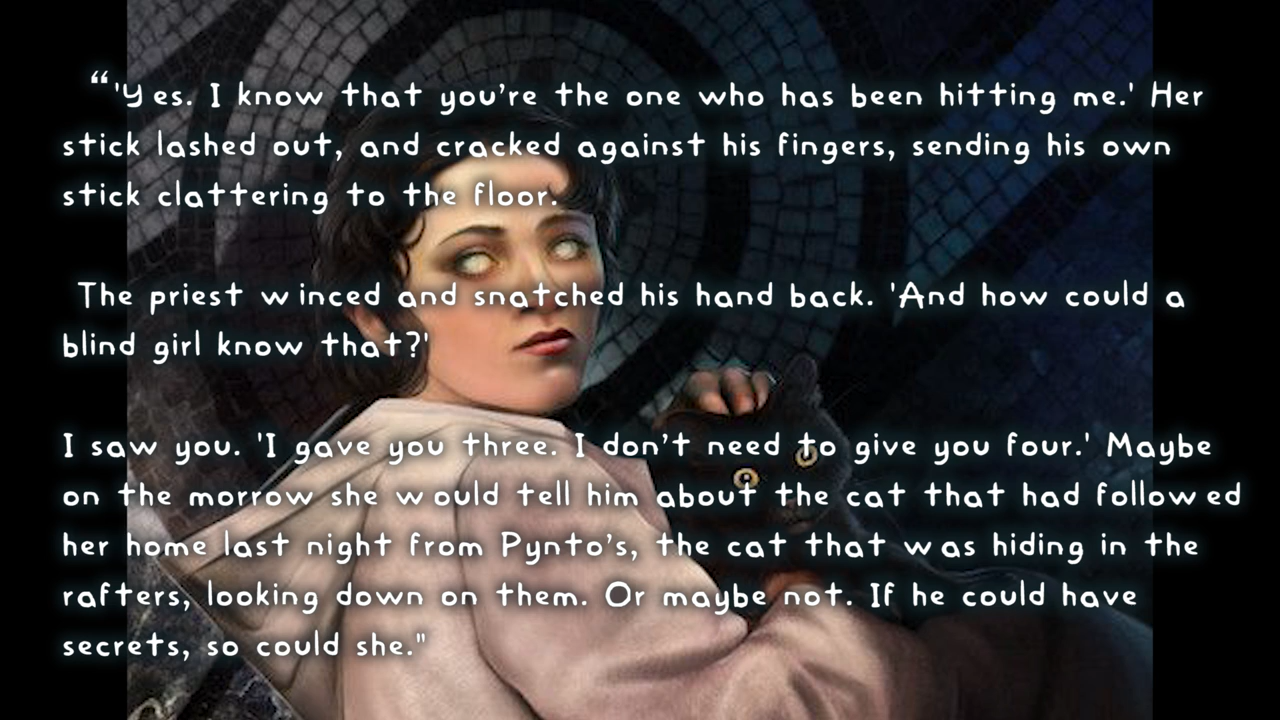 “'Yes. I know that you’re the one who has been hitting me.' Her
stick lashed out, and cracked against his fingers, sending his own
stick clattering to the floor.
The priest winced and snatched his hand back. 'And how could a
blind girl know that?'
I saw you. 'I gave you three. I don’t need to give you four.' Maybe
on the morrow she would tell him about the cat that had followed
her home last night from Pynto’s, the cat that was hiding in the
rafters, looking down on them. Or maybe not. If he could have
secrets, so could she."